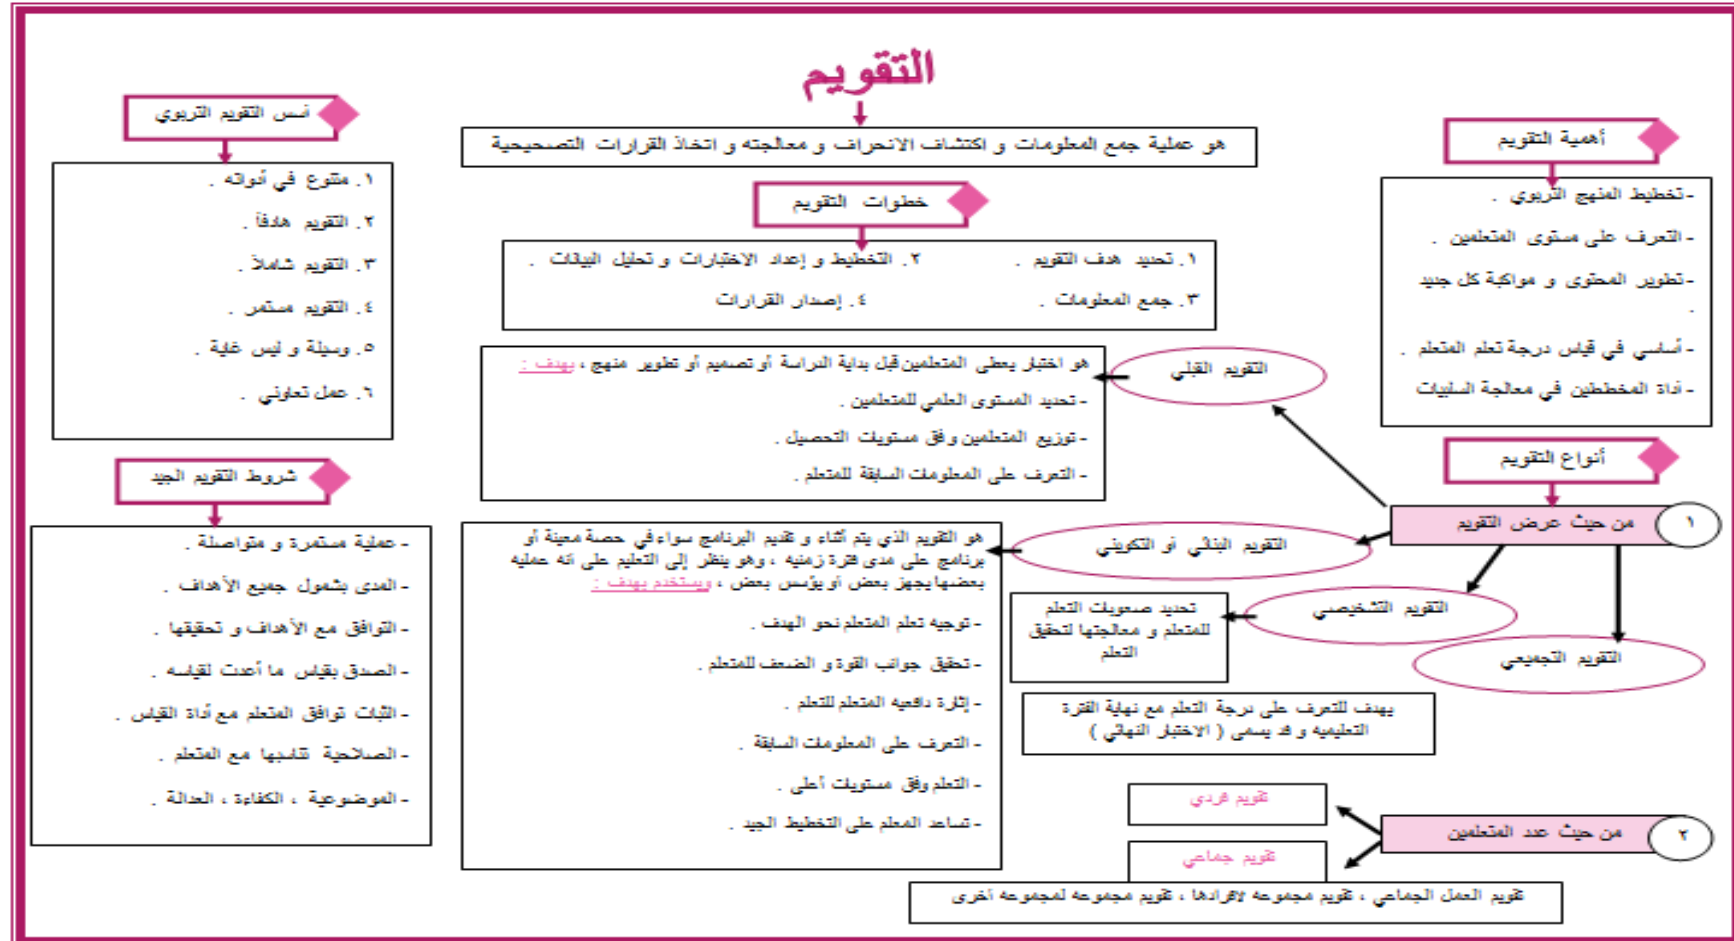 التقويم
هو عملية جمع المعلومات و اكتشاف الانحراف و معالجته و اتخاذ القرارات التصحيحية
أهمية التقويم
- تخطيط المنهج التربوي .
- التعرف على مستوى المتعلمين .
- تطوير المحتوى و مواكبة كل جديد
.
- أساسي في قياس درجة تعلم المتعلم .
- أداة المخططين في معالجة السلبيات
خطوات التقويم
١. تحديد هدف التقويم . ٢. التخطيط و إعداد الاختبارات و تحليل البيانات .
٣. جمع المعلومات . ٤. إصدار القرارات
أسس التقويم التربوي
١. متنوع في أدواته .
٢. التقويم هادفاً .
٣. التقويم شاملاً .
٤. التقويم مستمر .
٥. وسيلة و ليس غاية .
٦. عمل تعاوني .
أنواع التقويم
١
من حيث عرض التقويم
التقويم القبلي
هو اختبار يعطى المتعلمين قبل بداية الدراسة أو تصميم أو تطوير منهج ، يهدف :
- تحديد المستوى العلمي للمتعلمين .
- توزيع المتعلمين وفق مستويات التحصيل .
- التعرف على المعلومات السابقة للمتعلم .
التقويم البنائي أو التكويني
هو التقويم الذي يتم أثناء و تقديم البرنامج سواء في حصة معينة أو
برنامج على مدى فترة زمنيه ، وهو ينظر إلى التعليم على انه عمليه
بعضها يجهز بعض أو يؤسس بعض ، ويستخدم بهدف :
- توجيه تعلم المتعلم نحو الهدف .
- تحقيق جوانب القوة و الضعف للمتعلم .
- إثارة دافعيه المتعلم للتعلم .
- التعرف على المعلومات السابقة .
- التعلم وفق مستويات أعلى .
- تساعد المعلم على التخطيط الجيد .
التقويم التشخيصي
تحديد صعوبات التعلم
للمتعلم و معالجتها لتحقيق
التعلم
التقويم التجميعي
يهدف للتعرف على درجة التعلم مع نهاية الفترة
التعليميه و قد يسمى ( الاختبار النهائي )
٢
من حيث عدد المتعلمين
تقويم فردي
تقويم جماعي
تقويم العمل الجماعي ، تقويم مجموعه لافرادها ، تقويم مجموعه لمجموعه أخرى
شروط التقويم الجيد
- عملية مستمرة و متواصلة .
- المدى بشمول جميع الأهداف .
- التوافق مع الأهداف و تحقيقها .
- الصدق بقياس ما أعدت لقياسه .
- الثبات توافق المتعلم مع أداة القياس .
- الصلاحية تناسبها مع المتعلم .
- الموضوعية ، الكفاءة ، العدالة .